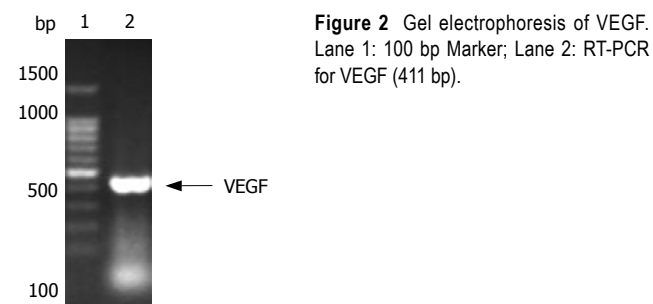 bp 1 2
1500
1000
500
100
VEGF
Figure 2 Gel electrophoresis of VEGF.
Lane 1: 100 bp Marker; Lane 2: RT-PCR
for VEGF (411 bp).